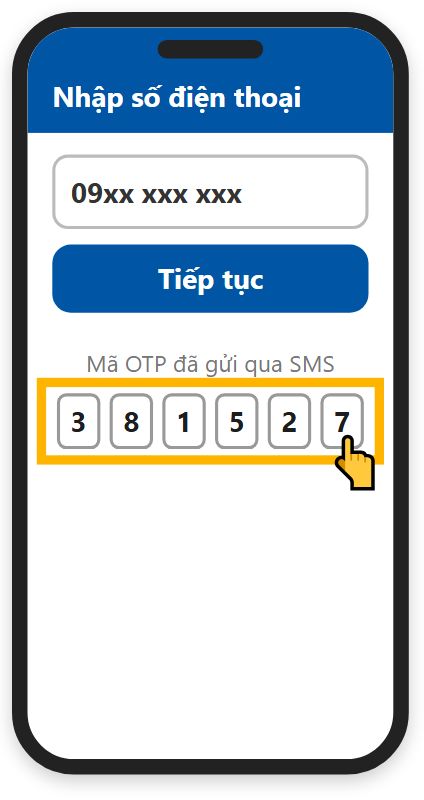 Nhập số điện thoại
09xx xxx xxx
Tiếp tục
Mã OTP đã gửi qua SMS
3 8 1 5 2 7